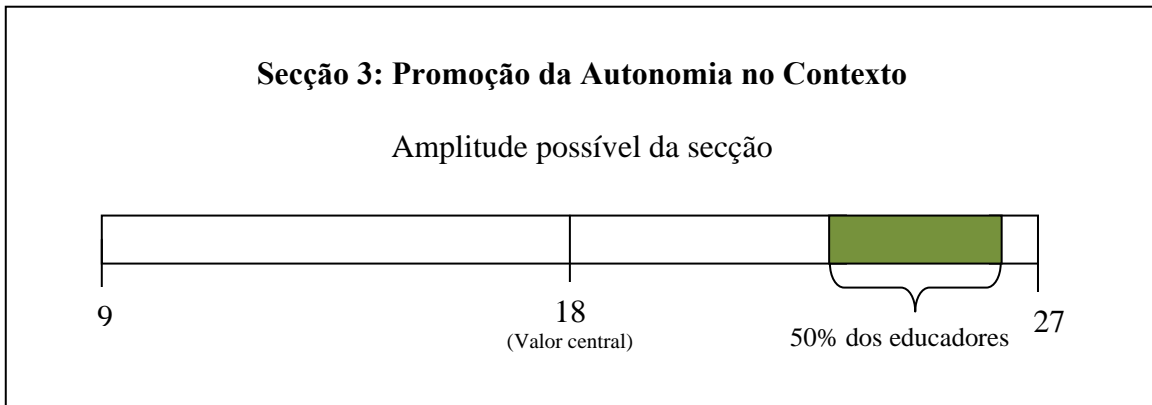 Secção 3: Promoção da Autonomia no Contexto
Amplitude possível da secção
9
18
27
(Valor central)
50% dos educadores